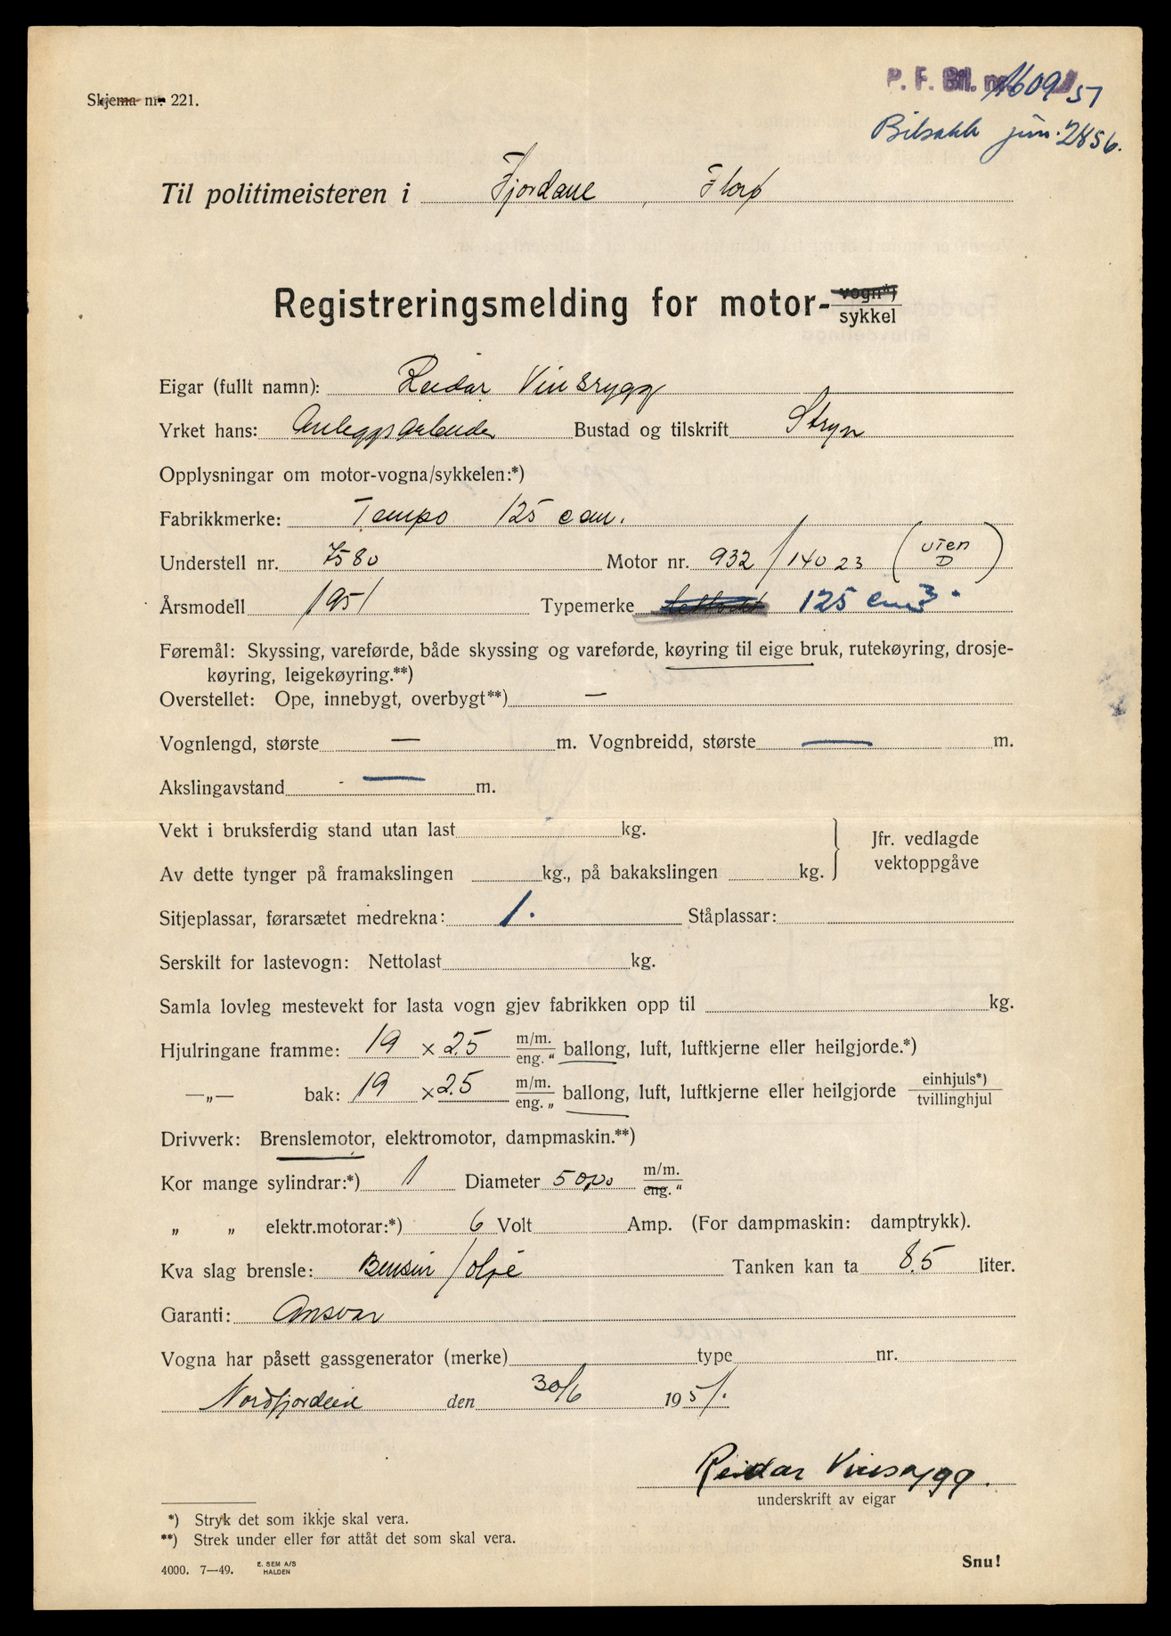 Skjema nr. 221.
P. F. Bil. nr. 1609 51
Bilsakk jun. 2856.
Til politimeisteren i Fjordane, Florø
Registreringsmelding for motor- vogn*) sykkel
Eigar (fullt namn): Reidar Vinsrygg
Yrket hans: Anleggsarbeider Bustad og tilskrift Stryn
Opplysningar om motor-vogna/sykkelen:*)
Fabrikkmerke: Tempo 125 ccm.
Understell nr. 7580 Motor nr. 932/14023 (uten D)
Årsmodell 1951 Typemerke 125 cm3.
Føremål: Skyssing, vareførde, både skyssing og vareførde, køyring til eige bruk, rutekøyring, drosje-
køyring, leigekøyring.**)
Overstellet: Ope, innebygt, overbygt**) —
Vognlengd, største — m. Vognbreidd, største — m.
Akslingavstand — m.
Vekt i bruksferdig stand utan last kg.
Jfr. vedlagde
vektoppgåve
Av dette tynger på framakslingen kg., på bakakslingen kg.
Sitjeplassar, førarsætet medrekna: 1. Ståplassar:
Serskilt for lastevogn: Nettolast kg.
Samla lovleg mestevekt for lasta vogn gjev fabrikken opp til kg.
Hjulringane framme: 19 × 2.5 m/m. eng. " ballong, luft, luftkjerne eller heilgjorde.*)
—„— bak: 19 × 2.5 m/m. eng. „ ballong, luft, luftkjerne eller heilgjorde einhjuls*) tvillinghjul
Drivverk: Brenslemotor, elektromotor, dampmaskin.**)
Kor mange sylindrar:*) 1 Diameter 50,00 m/m. eng. "
„ „ elektr.motorar:*) 6 Volt Amp. (For dampmaskin: damptrykk).
Kva slag brensle: Bensin/olje Tanken kan ta 8.5 liter.
Garanti: Ansvar
Vogna har påsett gassgenerator (merke) type nr.
Nordfjordeid den 30/6 1951.
Reidar Vinsrygg.
underskrift av eigar
*) Stryk det som ikkje skal vera.
**) Strek under eller før attåt det som skal vera.
4000. 7—49. E. SEM A/S HALDEN
Snu!